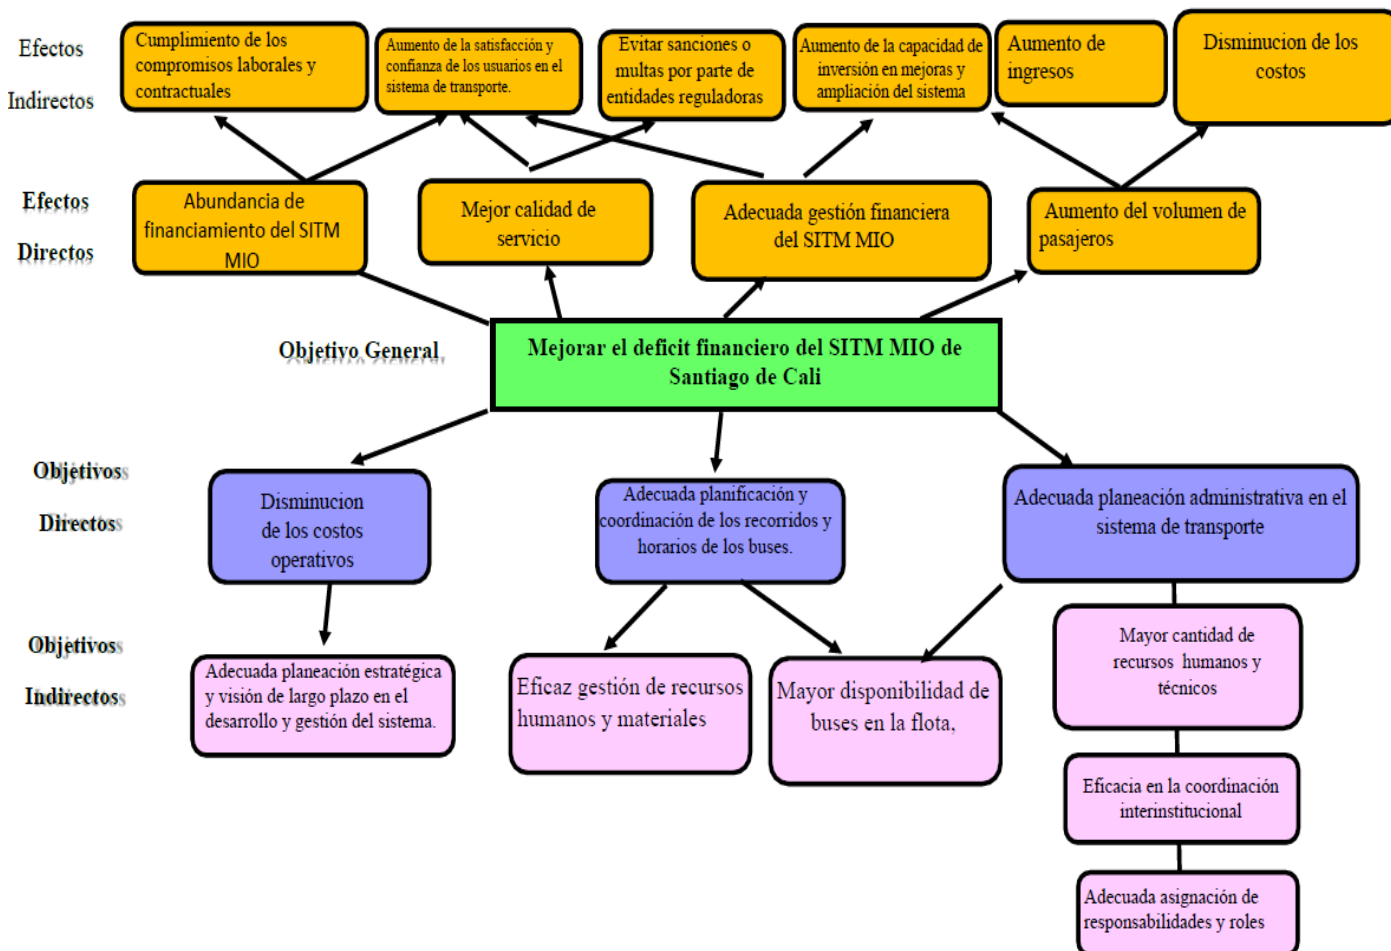 Efectos
Indirectos
Cumplimiento de los
compromisos laborales y
contractuales
Aumento de la satisfacción y
confianza de los usuarios en el
sistema de transporte.
Evitar sanciones o
multas por parte de
entidades reguladoras
Aumento de la capacidad de
inversión en mejoras y
ampliación del sistema
Aumento de
ingresos
Disminucion de los
costos
Efectos
Directos
Abundancia de
financiamiento del SITM
MIO
Mejor calidad de
servicio
Adecuada gestión financiera
del SITM MIO
Aumento del volumen de
pasajeros
Objetivo General
Mejorar el deficit financiero del SITM MIO de
Santiago de Cali
Objetivos
Directos
Disminucion
de los costos
operativos
Adecuada planificación y
coordinación de los recorridos y
horarios de los buses.
Adecuada planeación administrativa en el
sistema de transporte
Objetivos
Indirectos
Adecuada planeación estratégica
y visión de largo plazo en el
desarrollo y gestión del sistema.
Eficaz gestión de recursos
humanos y materiales
Mayor disponibilidad de
buses en la flota,
Mayor cantidad de
recursos humanos y
técnicos
Eficacia en la coordinación
interinstitucional
Adecuada asignación de
responsabilidades y roles